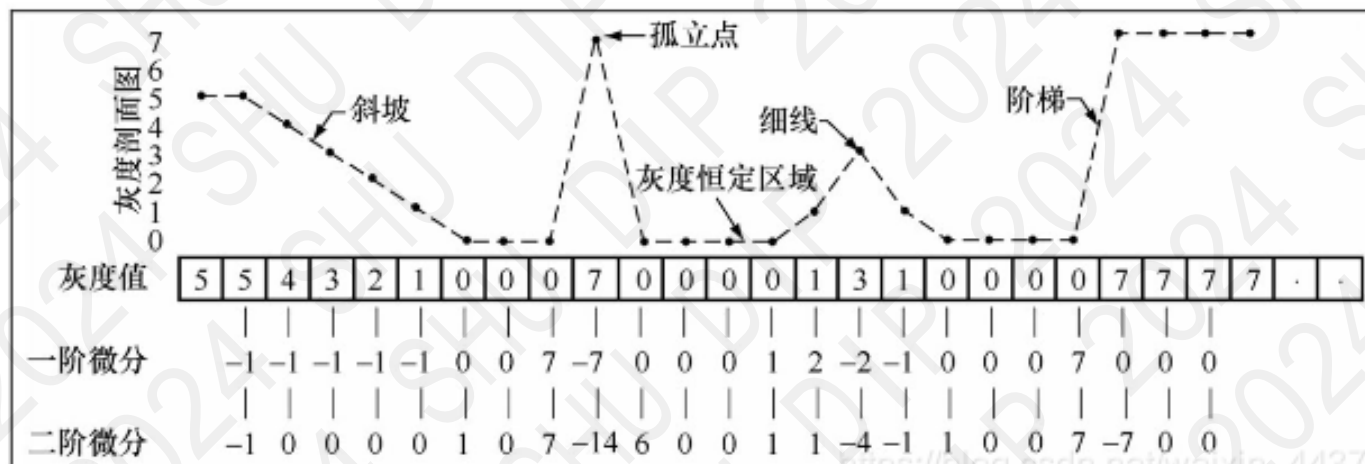 7
6
5
4
3
2
1
0
灰度剖面图
斜坡
孤立点
灰度恒定区域
细线
阶梯
灰度值 5 5 4 3 2 1 0 0 0 7 0 0 0 0 1 3 1 0 0 0 0 7 7 7 7 · ·
一阶微分 -1 -1 -1 -1 -1 0 0 7 -7 0 0 0 1 2 -2 -1 0 0 0 7 0 0 0
二阶微分 -1 0 0 0 0 1 0 7 -14 6 0 0 1 1 -4 -1 1 0 0 7 -7 0 0
SHU DIP 2024